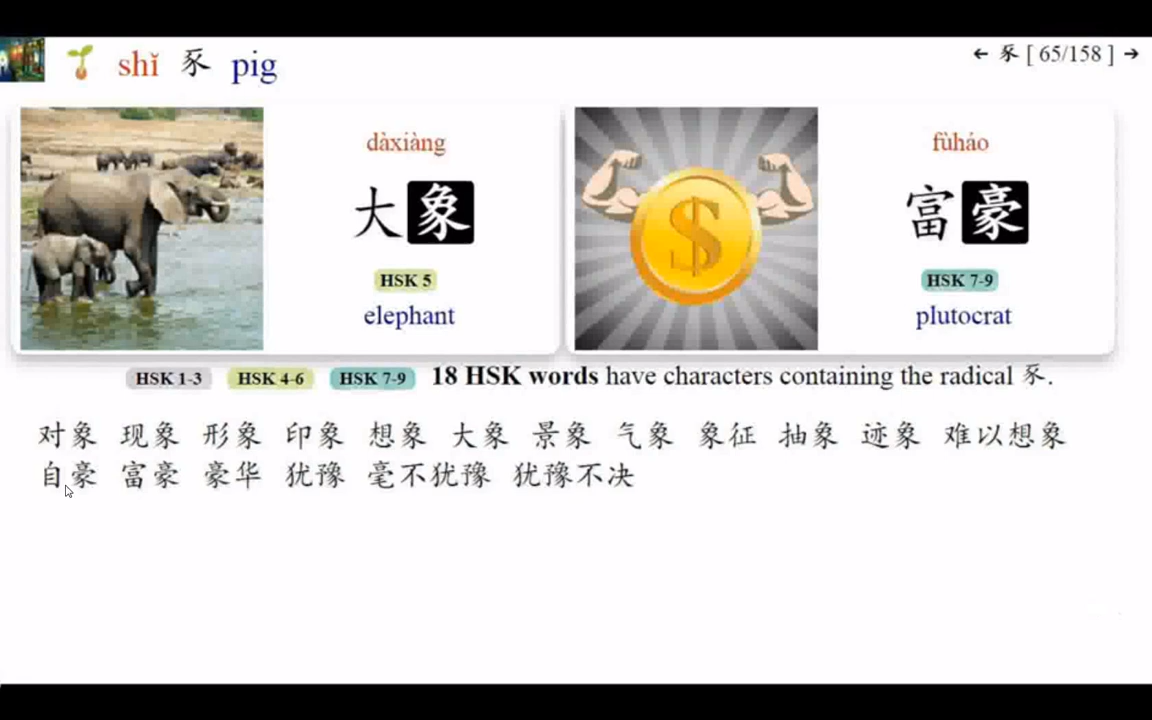 shǐ 豕 pig
← 豕 [ 65/158 ] →
dàxiàng
大象
HSK 5
elephant
fùháo
富豪
HSK 7-9
plutocrat
HSK 1-3 HSK 4-6 HSK 7-9 18 HSK words have characters containing the radical 豕.
对象 现象 形象 印象 想象 大象 景象 气象 象征 抽象 迹象 难以想象
自豪 富豪 豪华 犹豫 毫不犹豫 犹豫不决